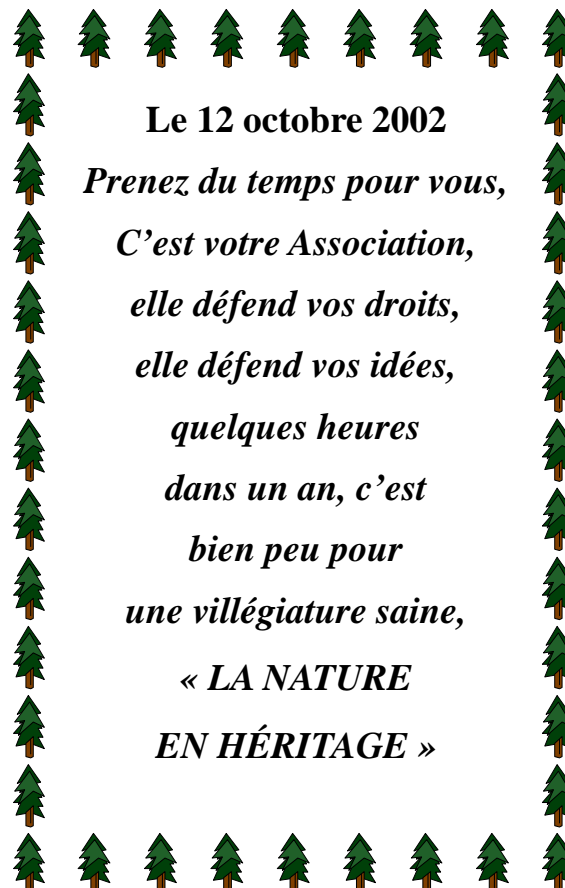 Le 12 octobre 2002
Prenez du temps pour vous,
C’est votre Association,
elle défend vos droits,
elle défend vos idées,
quelques heures
dans un an, c’est
bien peu pour
une villégiature saine,
« LA NATURE
EN HÉRITAGE »